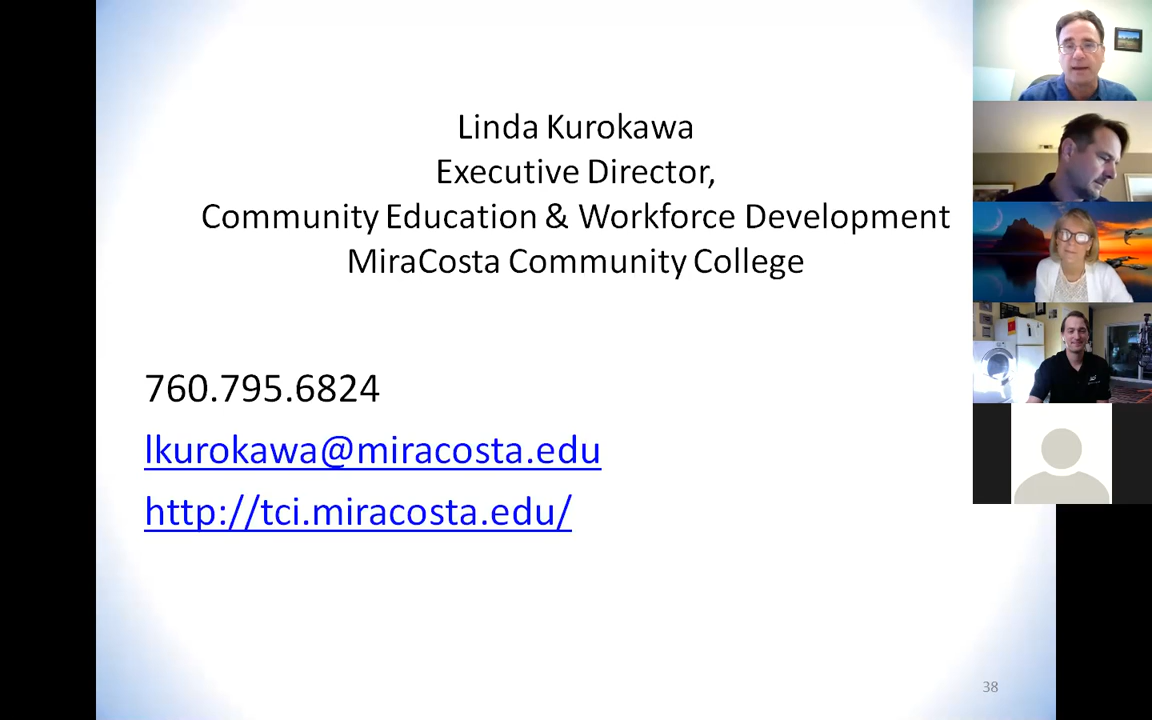 Linda Kurokawa
Executive Director,
Community Education & Workforce Development
MiraCosta Community College
760.795.6824
lkurokawa@miracosta.edu
http://tci.miracosta.edu/
38